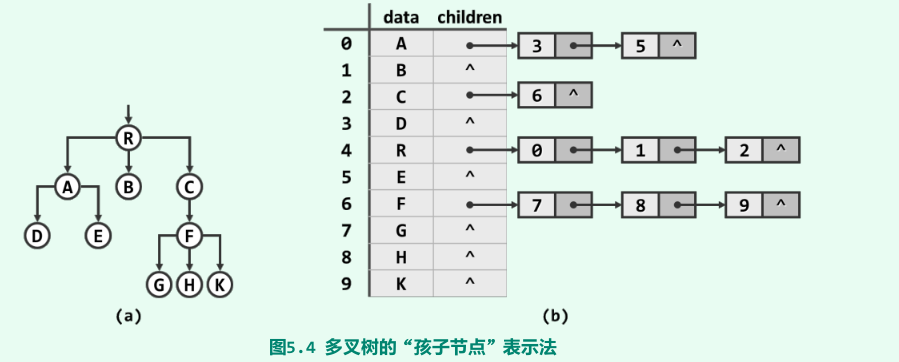 data children
0 A 3 5 ^
1 B ^
2 C 6 ^
3 D ^
4 R 0 1 2 ^
5 E ^
6 F 7 8 9 ^
7 G ^
8 H ^
9 K ^
(b)
R
A B C
D E F
G H K
(a)
图5.4 多叉树的“孩子节点”表示法